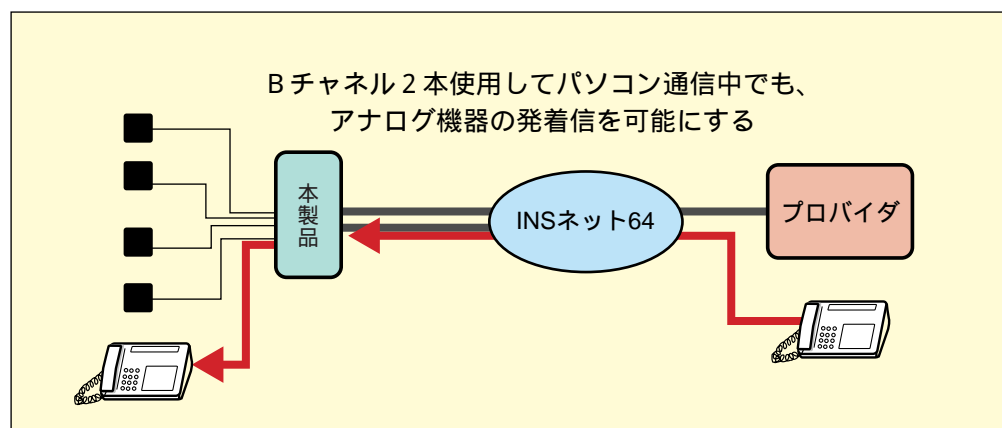 Bチャネル2本使用してパソコン通信中でも、
アナログ機器の発着信を可能にする
本製品
INSネット64
プロバイダ